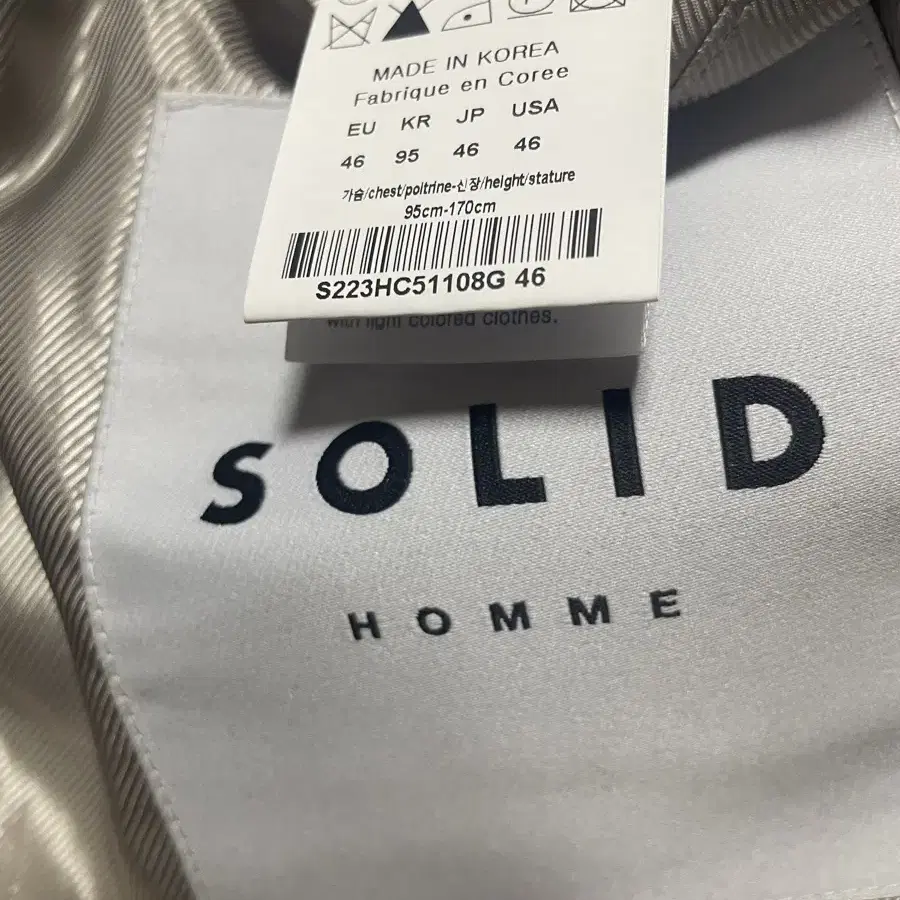 MADE IN KOREA
Fabrique en Coree
EU KR JP USA
46 95 46 46
가슴/chest/poitrine-신장/height/stature
95cm-170cm
S223HC51108G 46
with light colored clothes.
SOLID
HOMME